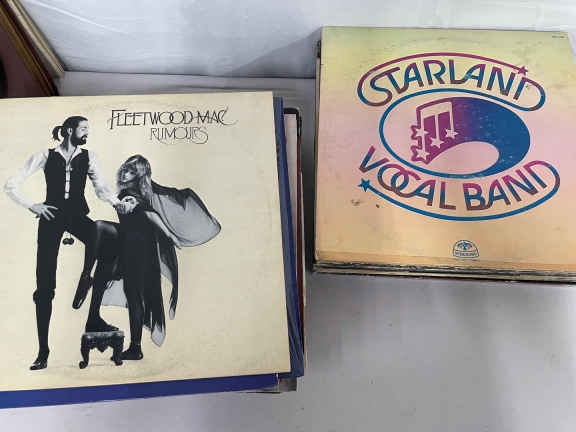 FLEETWOOD MAC
RUMOURS
STARLAND
VOCAL BAND